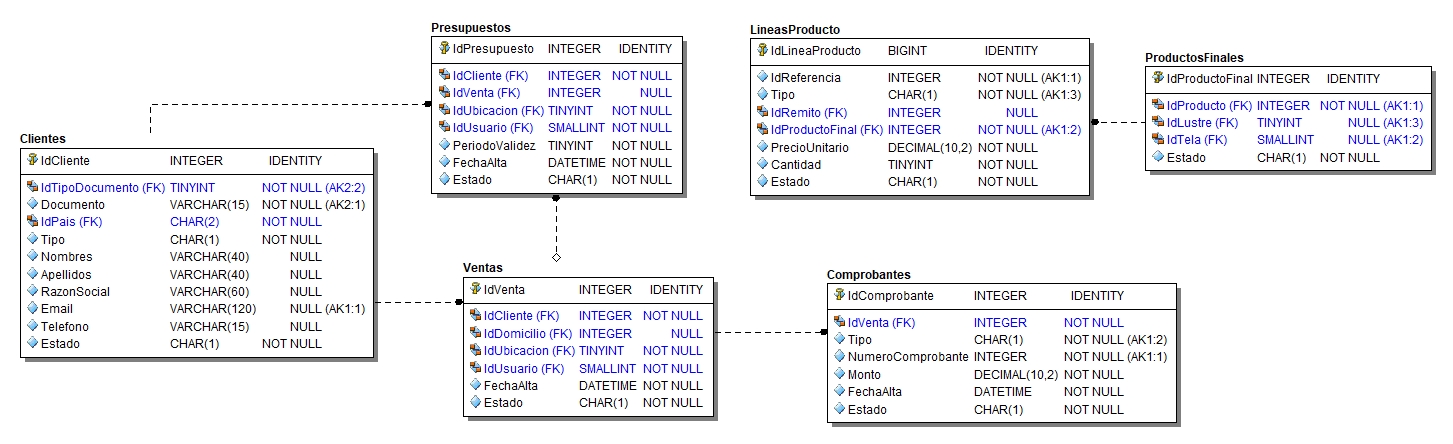 Presupuestos
IdPresupuesto INTEGER IDENTITY
IdCliente (FK) INTEGER NOT NULL
IdVenta (FK) INTEGER NULL
IdUbicacion (FK) TINYINT NOT NULL
IdUsuario (FK) SMALLINT NOT NULL
PeriodoValidez TINYINT NOT NULL
FechaAlta DATETIME NOT NULL
Estado CHAR(1) NOT NULL
LineasProducto
IdLineaProducto BIGINT IDENTITY
IdReferencia INTEGER NOT NULL (AK1:1)
Tipo CHAR(1) NOT NULL (AK1:3)
IdRemito (FK) INTEGER NULL
IdProductoFinal (FK) INTEGER NOT NULL (AK1:2)
PrecioUnitario DECIMAL(10,2) NOT NULL
Cantidad TINYINT NOT NULL
Estado CHAR(1) NOT NULL
ProductosFinales
IdProductoFinal INTEGER IDENTITY
IdProducto (FK) INTEGER NOT NULL (AK1:1)
IdLustre (FK) TINYINT NULL (AK1:3)
IdTela (FK) SMALLINT NULL (AK1:2)
Estado CHAR(1) NOT NULL
Clientes
IdCliente INTEGER IDENTITY
IdTipoDocumento (FK) TINYINT NOT NULL (AK2:2)
Documento VARCHAR(15) NOT NULL (AK2:1)
IdPais (FK) CHAR(2) NOT NULL
Tipo CHAR(1) NOT NULL
Nombres VARCHAR(40) NULL
Apellidos VARCHAR(40) NULL
RazonSocial VARCHAR(60) NULL
Email VARCHAR(120) NULL (AK1:1)
Telefono VARCHAR(15) NULL
Estado CHAR(1) NOT NULL
Ventas
IdVenta INTEGER IDENTITY
IdCliente (FK) INTEGER NOT NULL
IdDomicilio (FK) INTEGER NULL
IdUbicacion (FK) TINYINT NOT NULL
IdUsuario (FK) SMALLINT NOT NULL
FechaAlta DATETIME NOT NULL
Estado CHAR(1) NOT NULL
Comprobantes
IdComprobante INTEGER IDENTITY
IdVenta (FK) INTEGER NOT NULL
Tipo CHAR(1) NOT NULL (AK1:2)
NumeroComprobante INTEGER NOT NULL (AK1:1)
Monto DECIMAL(10,2) NOT NULL
FechaAlta DATETIME NOT NULL
Estado CHAR(1) NOT NULL